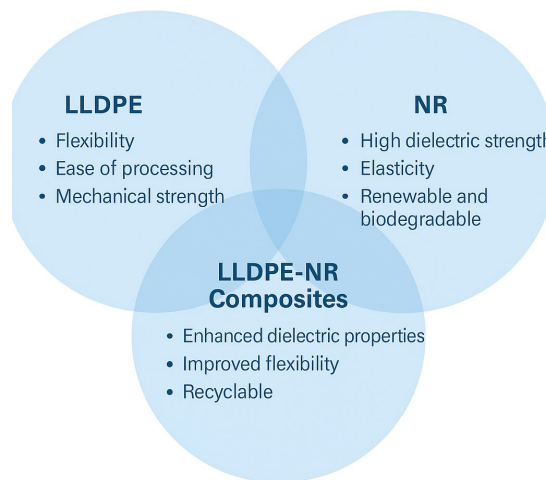 LLDPE
• Flexibility
• Ease of processing
• Mechanical strength
NR
• High dielectric strength
• Elasticity
• Renewable and
biodegradable
LLDPE-NR
Composites
• Enhanced dielectric properties
• Improved flexibility
• Recyclable